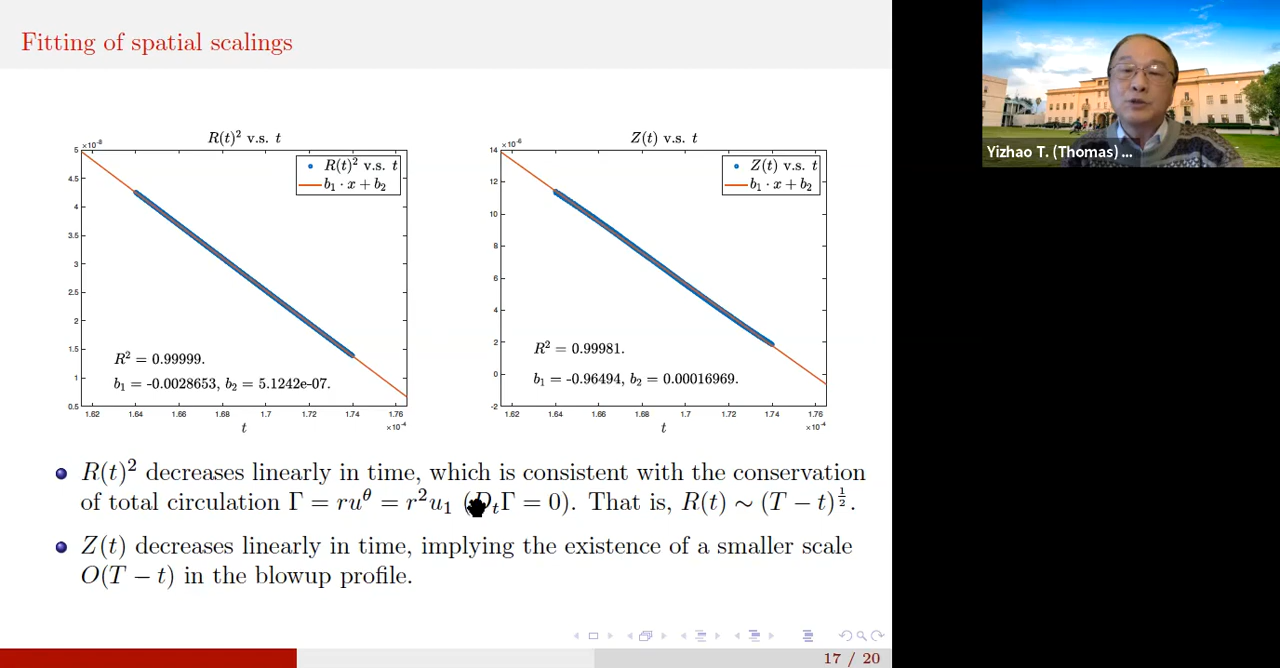 Fitting of spatial scalings
R(t)² v.s. t
×10⁻⁸
R(t)² v.s. t
b₁ · x + b₂
5
4.5
4
3.5
3
2.5
2
1.5
1
0.5
R² = 0.99999.
b₁ = -0.0028653, b₂ = 5.1242e-07.
1.62 1.64 1.66 1.68 1.7 1.72 1.74 1.76
×10⁻⁴
t
Z(t) v.s. t
×10⁻⁶
Z(t) v.s. t
b₁ · x + b₂
14
12
10
8
6
4
2
0
-2
R² = 0.99981.
b₁ = -0.96494, b₂ = 0.00016969.
1.62 1.64 1.66 1.68 1.7 1.72 1.74 1.76
×10⁻⁴
t
R(t)² decreases linearly in time, which is consistent with the conservation
of total circulation Γ = ru^θ = r²u₁ (DₜΓ = 0). That is, R(t) ∼ (T − t)^½.
Z(t) decreases linearly in time, implying the existence of a smaller scale
O(T − t) in the blowup profile.
17 / 20
Yizhao T. (Thomas) ...